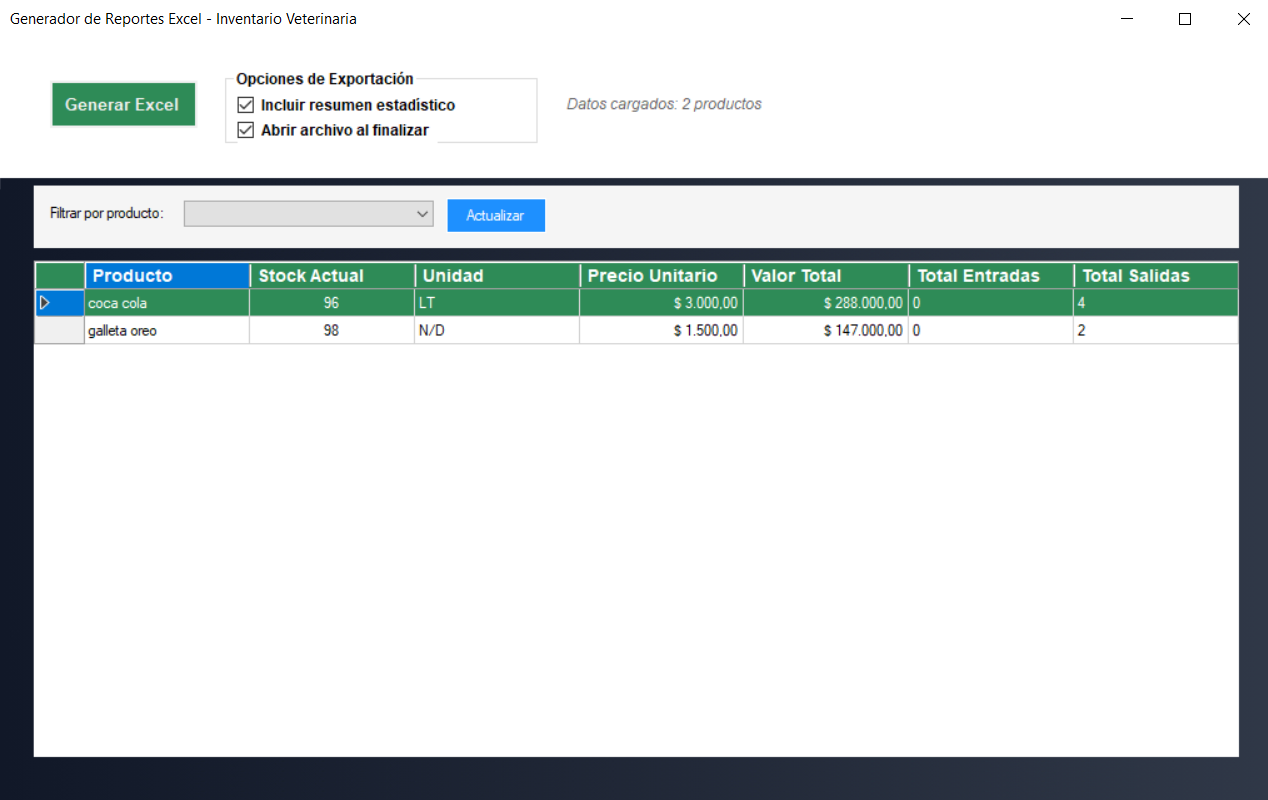 Generador de Reportes Excel - Inventario Veterinaria
Generar Excel
Opciones de Exportación
Incluir resumen estadístico
Abrir archivo al finalizar
Datos cargados: 2 productos
Filtrar por producto:
Actualizar
Producto Stock Actual Unidad Precio Unitario Valor Total Total Entradas Total Salidas
coca cola 96 LT $ 3.000,00 $ 288.000,00 0 4
galleta oreo 98 N/D $ 1.500,00 $ 147.000,00 0 2